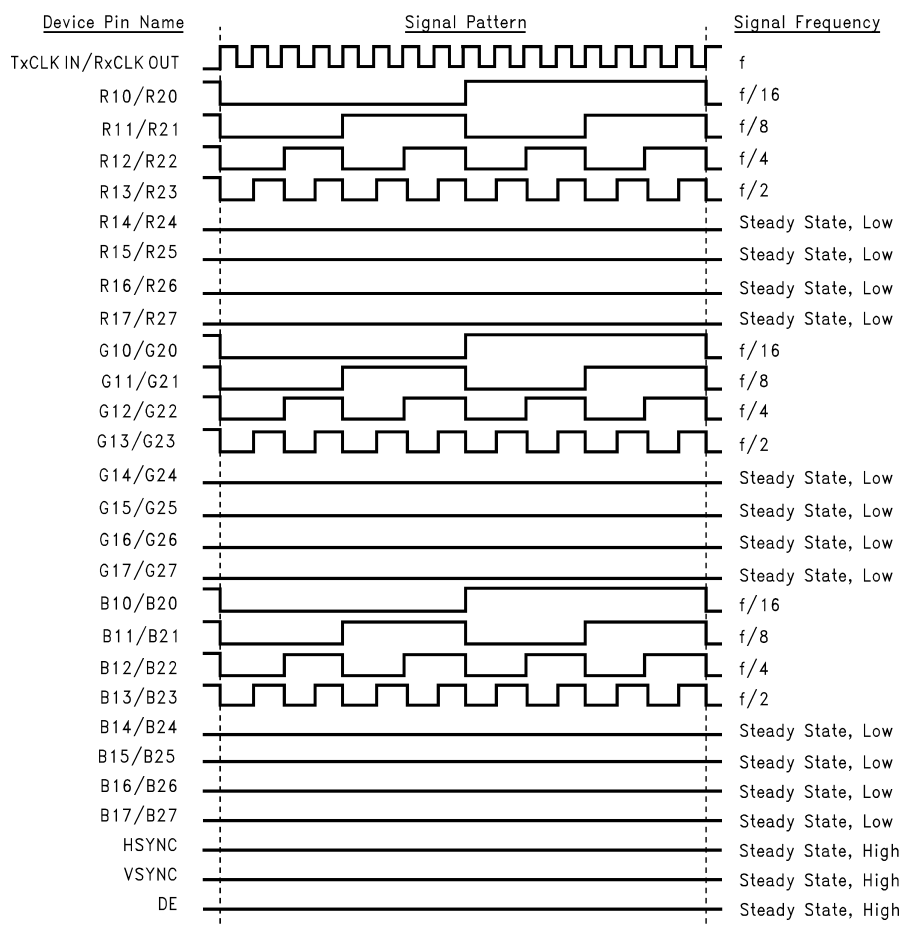 Device Pin Name Signal Pattern Signal Frequency
TxCLK IN/RxCLK OUT f
R10/R20 f/16
R11/R21 f/8
R12/R22 f/4
R13/R23 f/2
R14/R24 Steady State, Low
R15/R25 Steady State, Low
R16/R26 Steady State, Low
R17/R27 Steady State, Low
G10/G20 f/16
G11/G21 f/8
G12/G22 f/4
G13/G23 f/2
G14/G24 Steady State, Low
G15/G25 Steady State, Low
G16/G26 Steady State, Low
G17/G27 Steady State, Low
B10/B20 f/16
B11/B21 f/8
B12/B22 f/4
B13/B23 f/2
B14/B24 Steady State, Low
B15/B25 Steady State, Low
B16/B26 Steady State, Low
B17/B27 Steady State, Low
HSYNC Steady State, High
VSYNC Steady State, High
DE Steady State, High